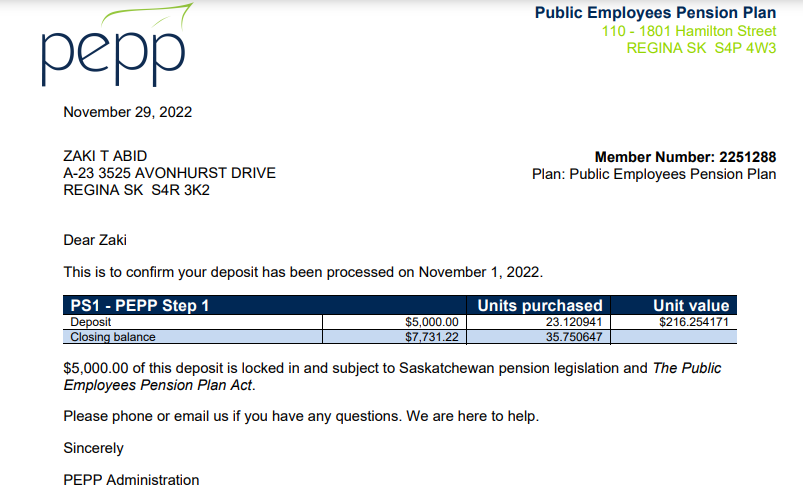 pepp
Public Employees Pension Plan
110 - 1801 Hamilton Street
REGINA SK  S4P 4W3
November 29, 2022
ZAKI T ABID
A-23 3525 AVONHURST DRIVE
REGINA SK  S4R 3K2
Member Number: 2251288
Plan: Public Employees Pension Plan
Dear Zaki
This is to confirm your deposit has been processed on November 1, 2022.
PS1 - PEPP Step 1 Units purchased Unit value
Deposit $5,000.00 23.120941 $216.254171
Closing balance $7,731.22 35.750647
$5,000.00 of this deposit is locked in and subject to Saskatchewan pension legislation and The Public
Employees Pension Plan Act.
Please phone or email us if you have any questions. We are here to help.
Sincerely
PEPP Administration